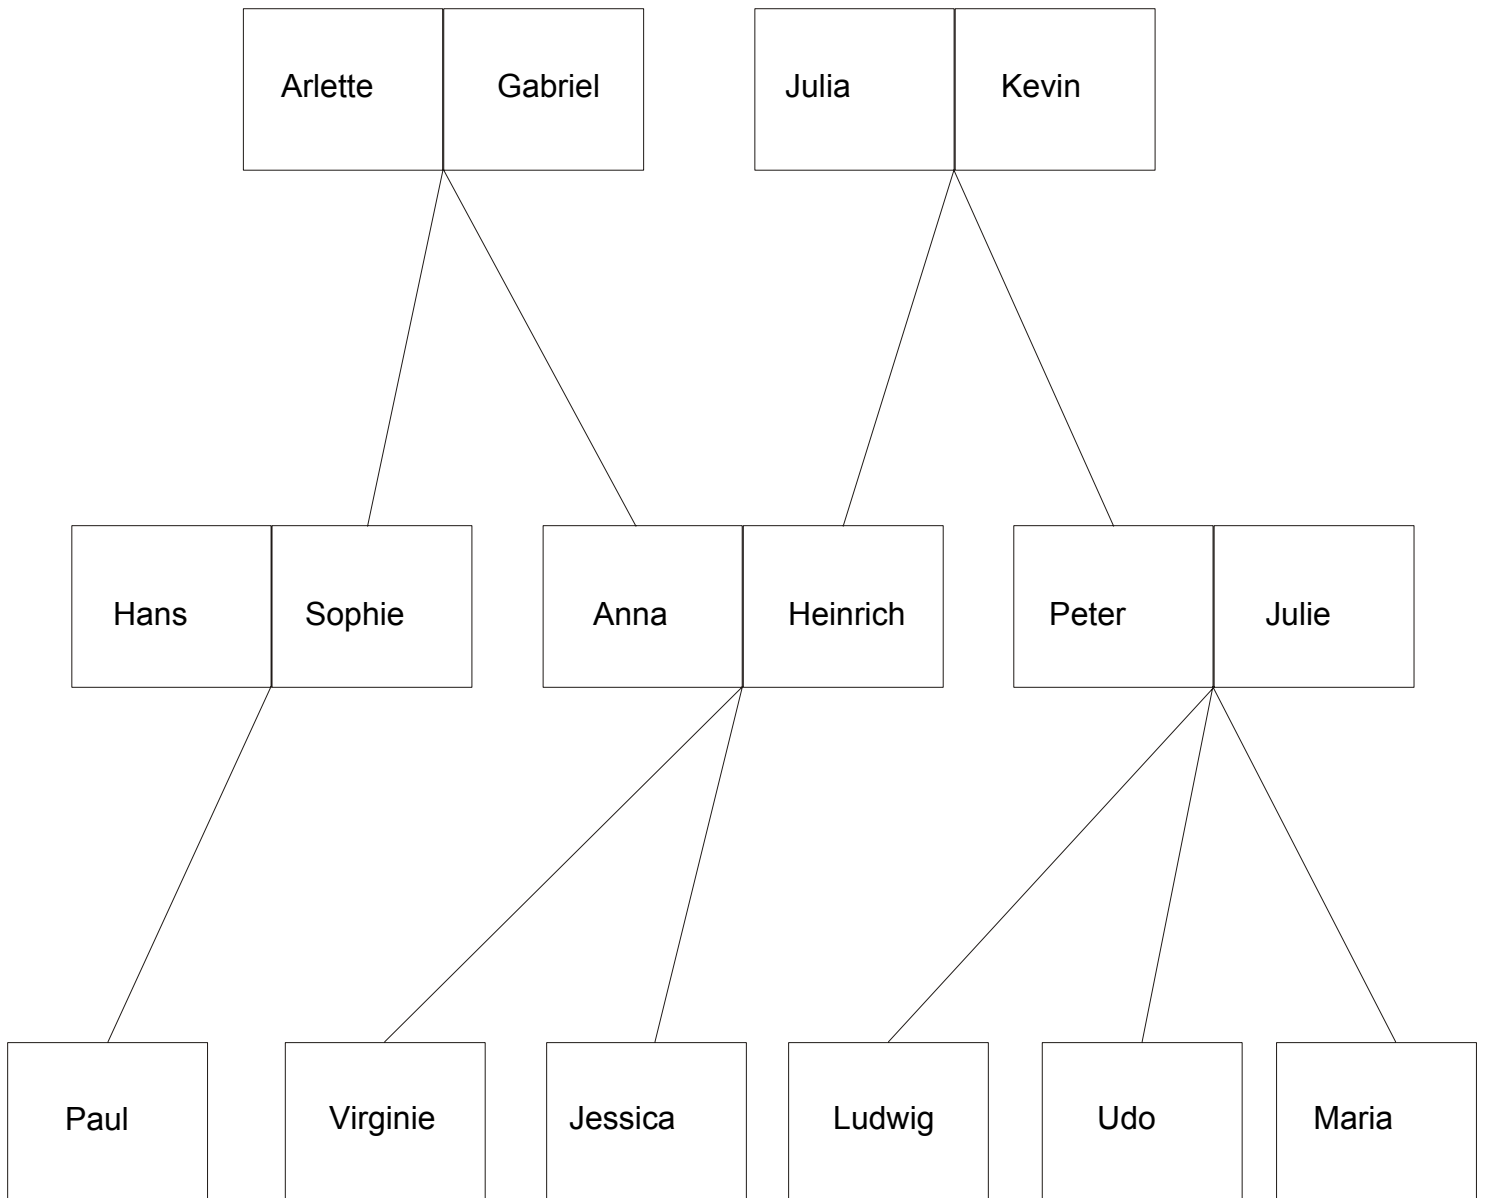 Arlette Gabriel Julia Kevin
Hans Sophie Anna Heinrich Peter Julie
Paul Virginie Jessica Ludwig Udo Maria